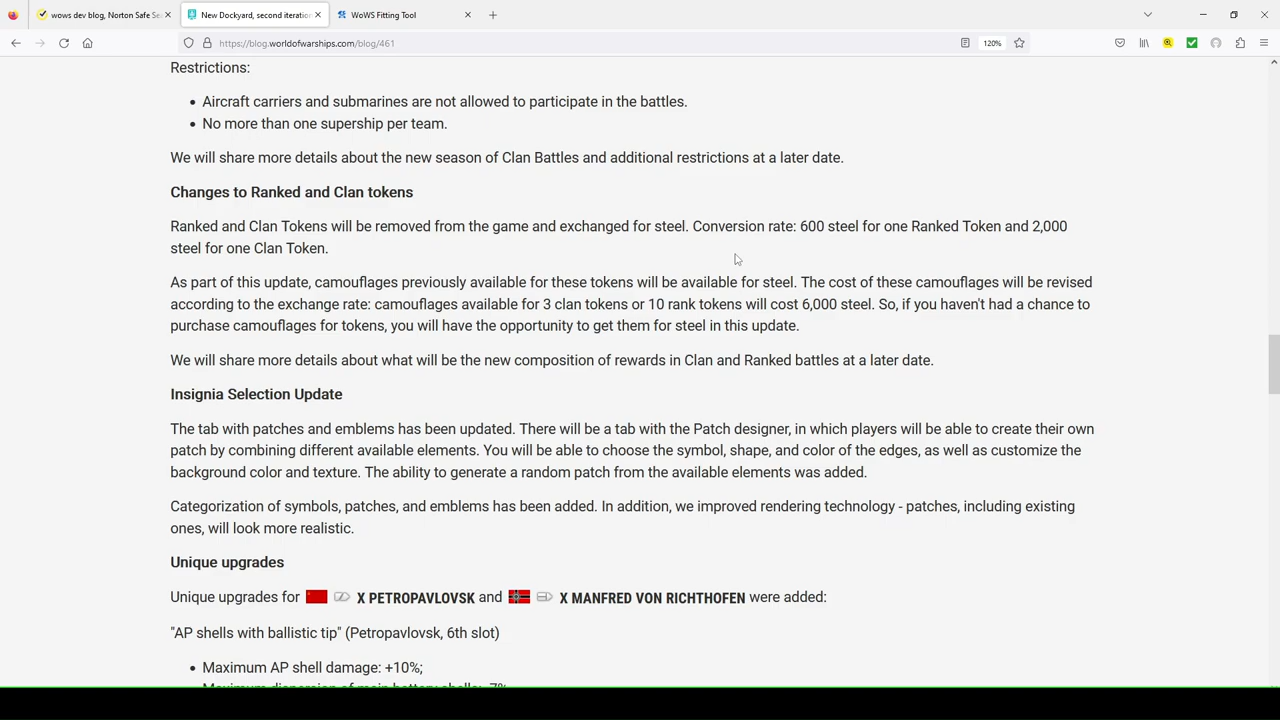 wows dev blog, Norton Safe Se
New Dockyard, second iteration
WoWS Fitting Tool
https://blog.worldofwarships.com/blog/461
120%
Restrictions:
Aircraft carriers and submarines are not allowed to participate in the battles.
No more than one supership per team.
We will share more details about the new season of Clan Battles and additional restrictions at a later date.
Changes to Ranked and Clan tokens
Ranked and Clan Tokens will be removed from the game and exchanged for steel. Conversion rate: 600 steel for one Ranked Token and 2,000
steel for one Clan Token.
As part of this update, camouflages previously available for these tokens will be available for steel. The cost of these camouflages will be revised
according to the exchange rate: camouflages available for 3 clan tokens or 10 rank tokens will cost 6,000 steel. So, if you haven't had a chance to
purchase camouflages for tokens, you will have the opportunity to get them for steel in this update.
We will share more details about what will be the new composition of rewards in Clan and Ranked battles at a later date.
Insignia Selection Update
The tab with patches and emblems has been updated. There will be a tab with the Patch designer, in which players will be able to create their own
patch by combining different available elements. You will be able to choose the symbol, shape, and color of the edges, as well as customize the
background color and texture. The ability to generate a random patch from the available elements was added.
Categorization of symbols, patches, and emblems has been added. In addition, we improved rendering technology - patches, including existing
ones, will look more realistic.
Unique upgrades
Unique upgrades for X PETROPAVLOVSK and X MANFRED VON RICHTHOFEN were added:
"AP shells with ballistic tip" (Petropavlovsk, 6th slot)
Maximum AP shell damage: +10%;
Maximum dispersion of main battery shells: -7%